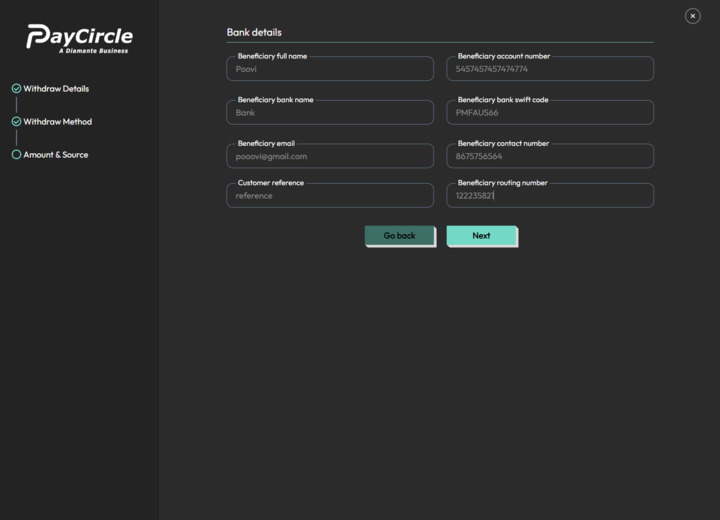 PayCircle
A Diamante Business
Withdraw Details
Withdraw Method
Amount & Source
Bank details
Beneficiary full name
Poovi
Beneficiary account number
5457457457474774
Beneficiary bank name
Bank
Beneficiary bank swift code
PMFAUS66
Beneficiary email
pooovi@gmail.com
Beneficiary contact number
8675756564
Customer reference
reference
Beneficiary routing number
122235821
Go back
Next